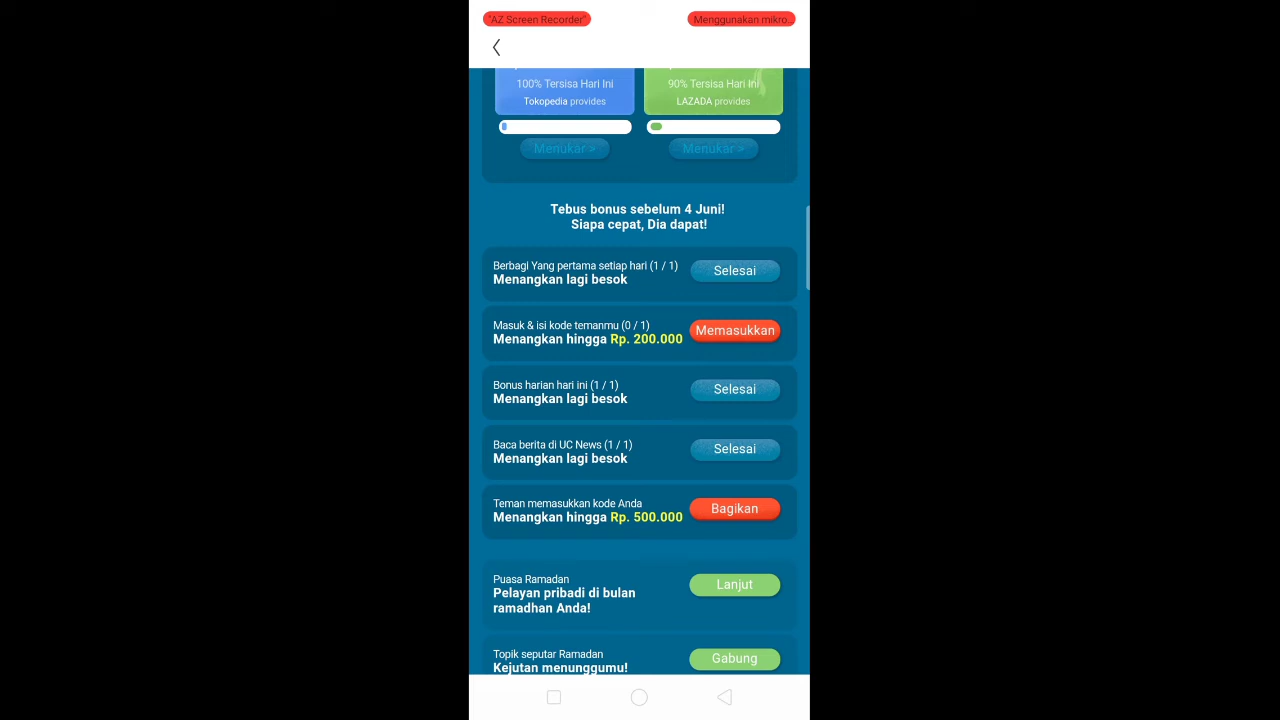 "AZ Screen Recorder"
Menggunakan mikro...
100% Tersisa Hari Ini
90% Tersisa Hari Ini
Tokopedia provides
LAZADA provides
Menukar >
Menukar >
Tebus bonus sebelum 4 Juni!
Siapa cepat, Dia dapat!
Berbagi Yang pertama setiap hari (1 / 1)
Menangkan lagi besok
Selesai
Masuk & isi kode temanmu (0 / 1)
Menangkan hingga Rp. 200.000
Memasukkan
Bonus harian hari ini (1 / 1)
Menangkan lagi besok
Selesai
Baca berita di UC News (1 / 1)
Menangkan lagi besok
Selesai
Teman memasukkan kode Anda
Menangkan hingga Rp. 500.000
Bagikan
Puasa Ramadan
Pelayan pribadi di bulan
ramadhan Anda!
Lanjut
Topik seputar Ramadan
Kejutan menunggumu!
Gabung